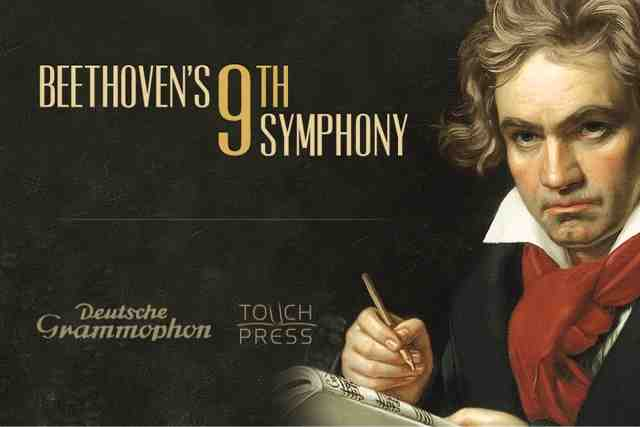 BEETHOVEN'S 9TH
SYMPHONY
Deutsche
Grammophon
TOUCH
PRESS